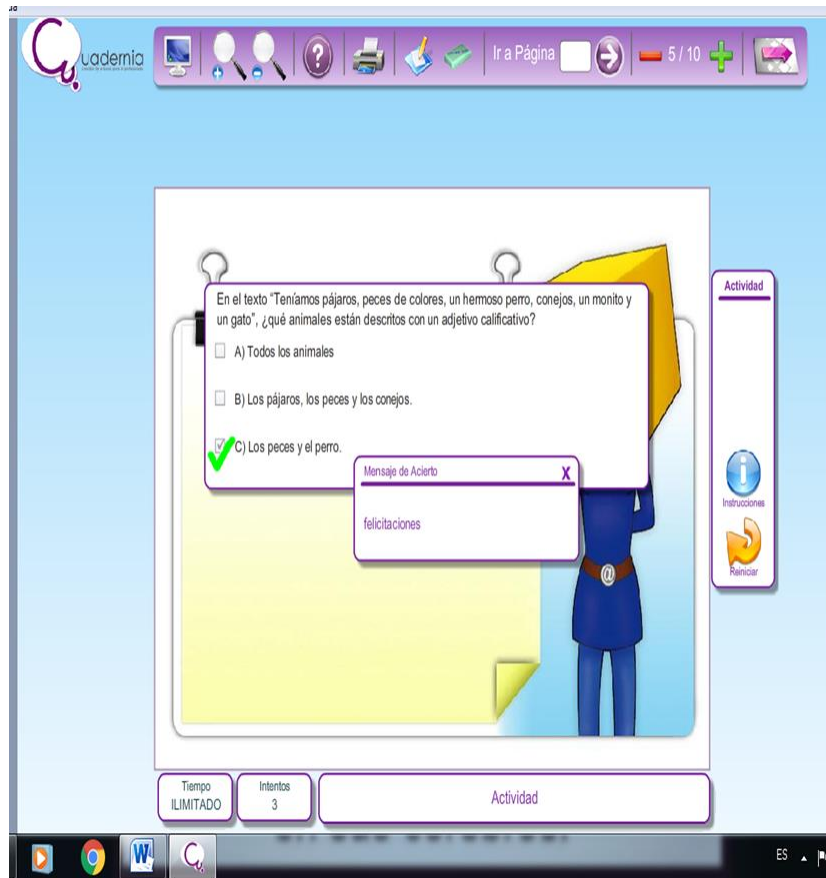 Cuadernia
Ir a Página
5 / 10
En el texto “Teníamos pájaros, peces de colores, un hermoso perro, conejos, un monito y
un gato”, ¿qué animales están descritos con un adjetivo calificativo?
A) Todos los animales
B) Los pájaros, los peces y los conejos.
C) Los peces y el perro.
Mensaje de Acierto X
felicitaciones
@
Actividad
Instrucciones
Reiniciar
Tiempo
ILIMITADO
Intentos
3
Actividad
ES